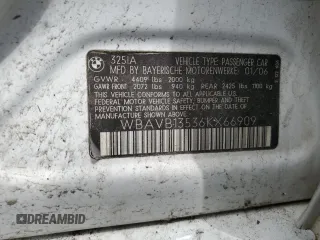 325iA VEHICLE TYPE PASSENGER CAR
MFD BY BAYERISCHE MOTORENWERKE 01/06
GVWR 4409 lbs 2000 kg
GAWR FRONT 2072 lbs 940 kg REAR 2425 lbs 1100 kg
THIS VEHICLE CONFORMS TO ALL APPLICABLE FEDERAL
MOTOR VEHICLE SAFETY, BUMPER AND THEFT
PREVENTION STANDARDS IN EFFECT ON THE DATE OF
MANUFACTURE SHOWN ABOVE
WBAVB13536KX66909
DREAMBID